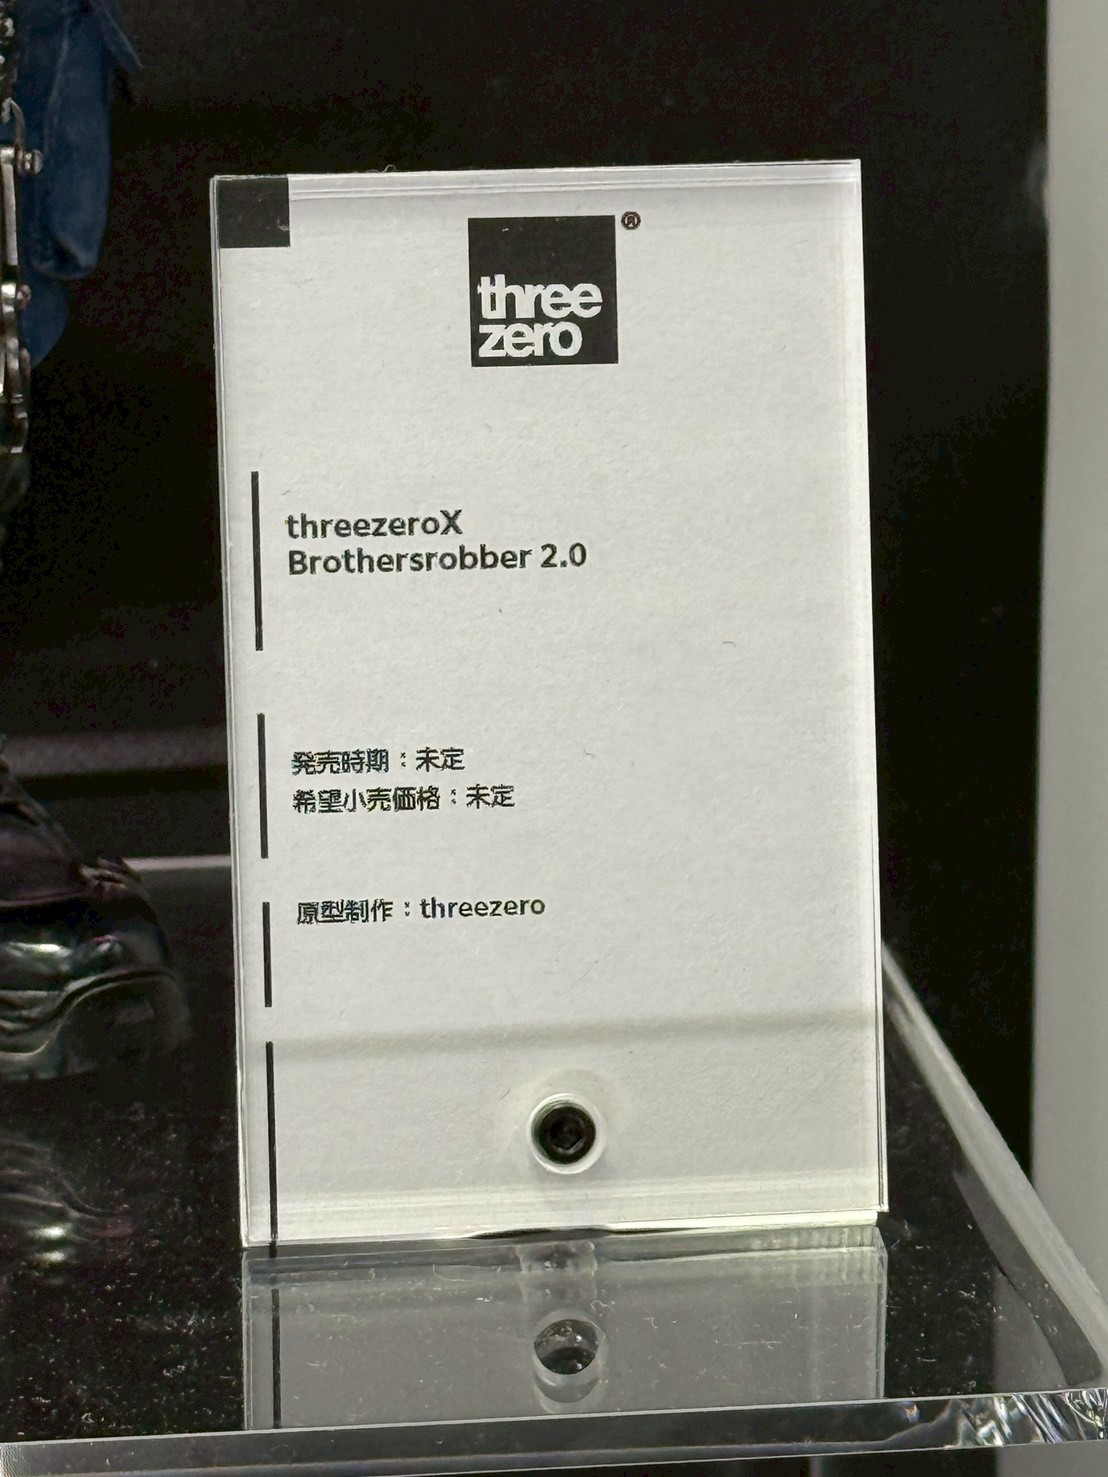 three
zero
®
threezeroX
Brothersrobber 2.0
発売時期：未定
希望小売価格：未定
原型制作：threezero